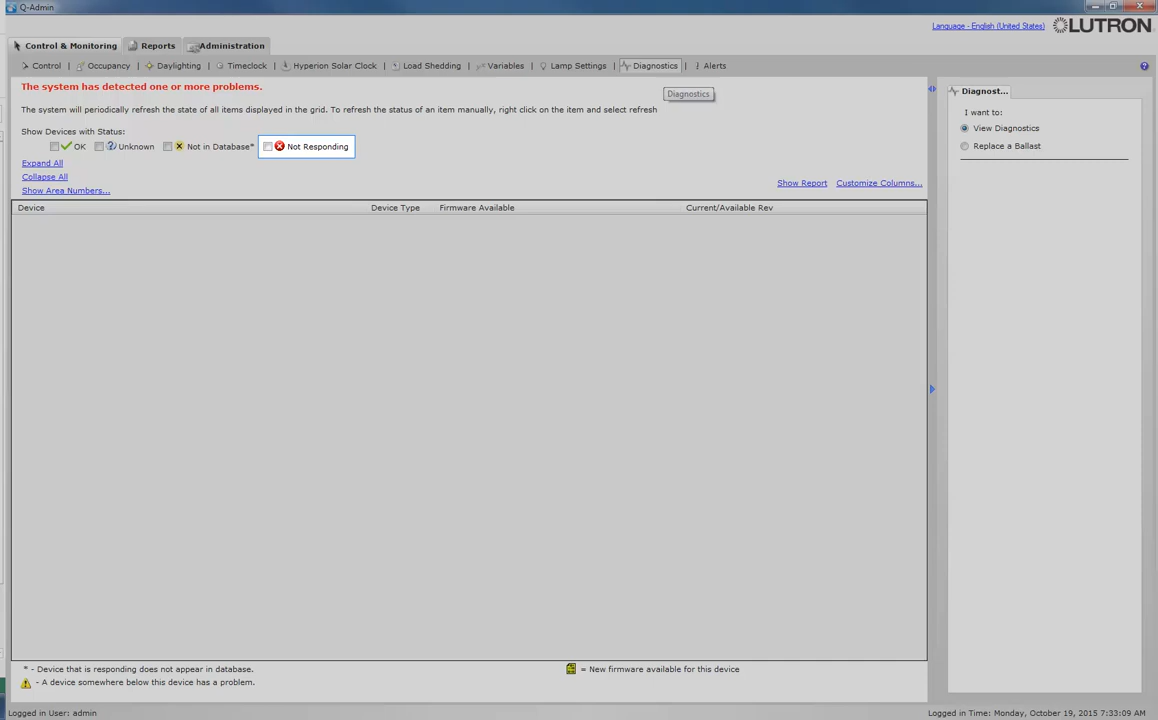 Q-Admin
Language - English (United States) LUTRON
Control & Monitoring Reports Administration
Control | Occupancy | Daylighting | Timeclock | Hyperion Solar Clock | Load Shedding | Variables | Lamp Settings | Diagnostics | Alerts
The system has detected one or more problems.
Diagnostics
Diagnost...
The system will periodically refresh the state of all items displayed in the grid. To refresh the status of an item manually, right click on the item and select refresh
I want to:
View Diagnostics
Replace a Ballast
Show Devices with Status:
OK Unknown Not in Database* Not Responding
Expand All
Collapse All
Show Area Numbers...
Show Report Customize Columns...
Device Device Type Firmware Available Current/Available Rev
* - Device that is responding does not appear in database.
= New firmware available for this device
- A device somewhere below this device has a problem.
Logged in User: admin
Logged in Time: Monday, October 19, 2015 7:33:09 AM